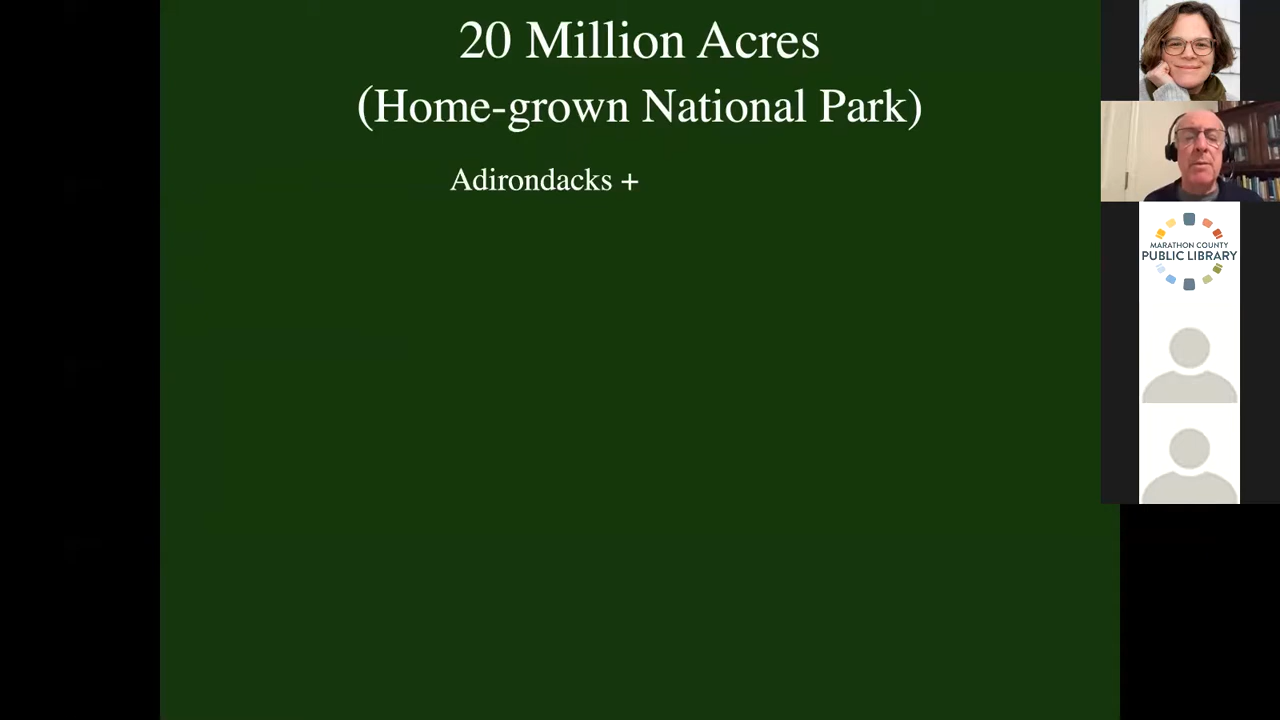 20 Million Acres
(Home-grown National Park)
Adirondacks +
MARATHON COUNTY
PUBLIC LIBRARY